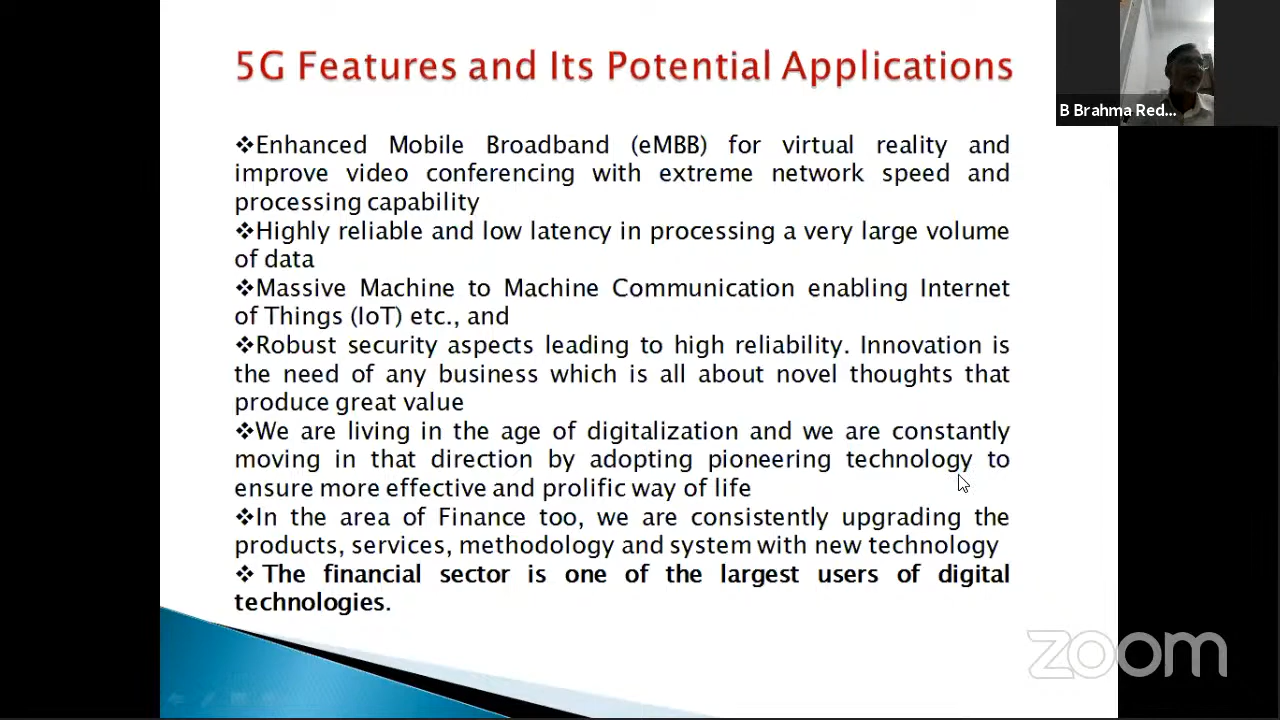 5G Features and Its Potential Applications
B Brahma Red...
❖Enhanced Mobile Broadband (eMBB) for virtual reality and
improve video conferencing with extreme network speed and
processing capability
❖Highly reliable and low latency in processing a very large volume
of data
❖Massive Machine to Machine Communication enabling Internet
of Things (IoT) etc., and
❖Robust security aspects leading to high reliability. Innovation is
the need of any business which is all about novel thoughts that
produce great value
❖We are living in the age of digitalization and we are constantly
moving in that direction by adopting pioneering technology to
ensure more effective and prolific way of life
❖In the area of Finance too, we are consistently upgrading the
products, services, methodology and system with new technology
❖ The financial sector is one of the largest users of digital
technologies.
zoom